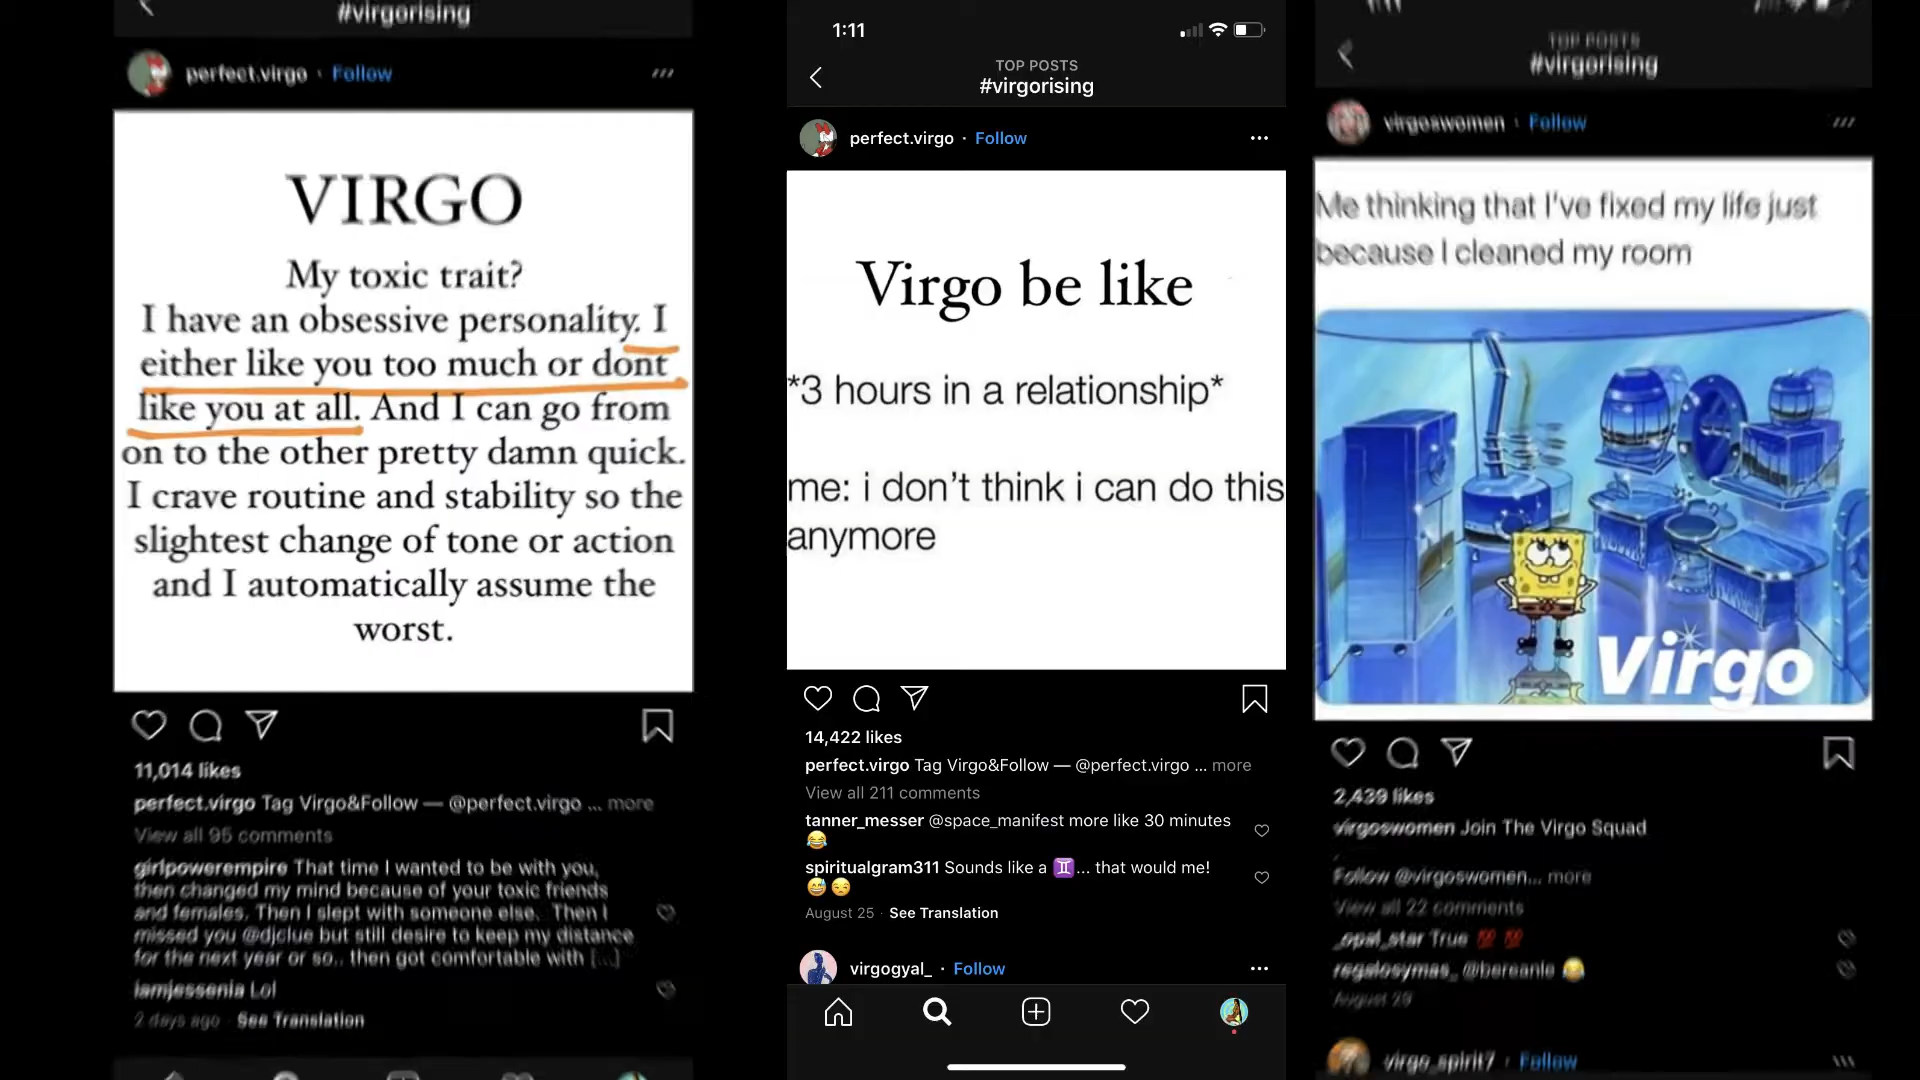 #virgorising
perfect.virgo · Follow
VIRGO
My toxic trait?
I have an obsessive personality. I
either like you too much or dont
like you at all. And I can go from
on to the other pretty damn quick.
I crave routine and stability so the
slightest change of tone or action
and I automatically assume the
worst.
11,014 likes
perfect.virgo Tag Virgo&Follow — @perfect.virgo ... more
View all 95 comments
girlpowerempire That time I wanted to be with you,
then changed my mind because of your toxic friends
and females. Then I slept with someone else. Then I
missed you @djclue but still desire to keep my distance
for the next year or so.. then got comfortable with [...]
iamjessenia Lol
2 days ago · See Translation
1:11
TOP POSTS
#virgorising
perfect.virgo · Follow
Virgo be like
*3 hours in a relationship*
me: i don’t think i can do this
anymore
14,422 likes
perfect.virgo Tag Virgo&Follow — @perfect.virgo ... more
View all 211 comments
tanner_messer @space_manifest more like 30 minutes
😂
spiritualgram311 Sounds like a ♊... that would me!
😅😒
August 25 · See Translation
virgogyal_ · Follow
TOP POSTS
#virgorising
virgoswomen · Follow
Me thinking that I've fixed my life just
because I cleaned my room
Virgo
2,439 likes
virgoswomen Join The Virgo Squad
.
Follow @virgoswomen... more
View all 22 comments
_opal_star True 💯 💯
regalosymas_ @bereanle 😂
August 29
virgo_spirit7 · Follow